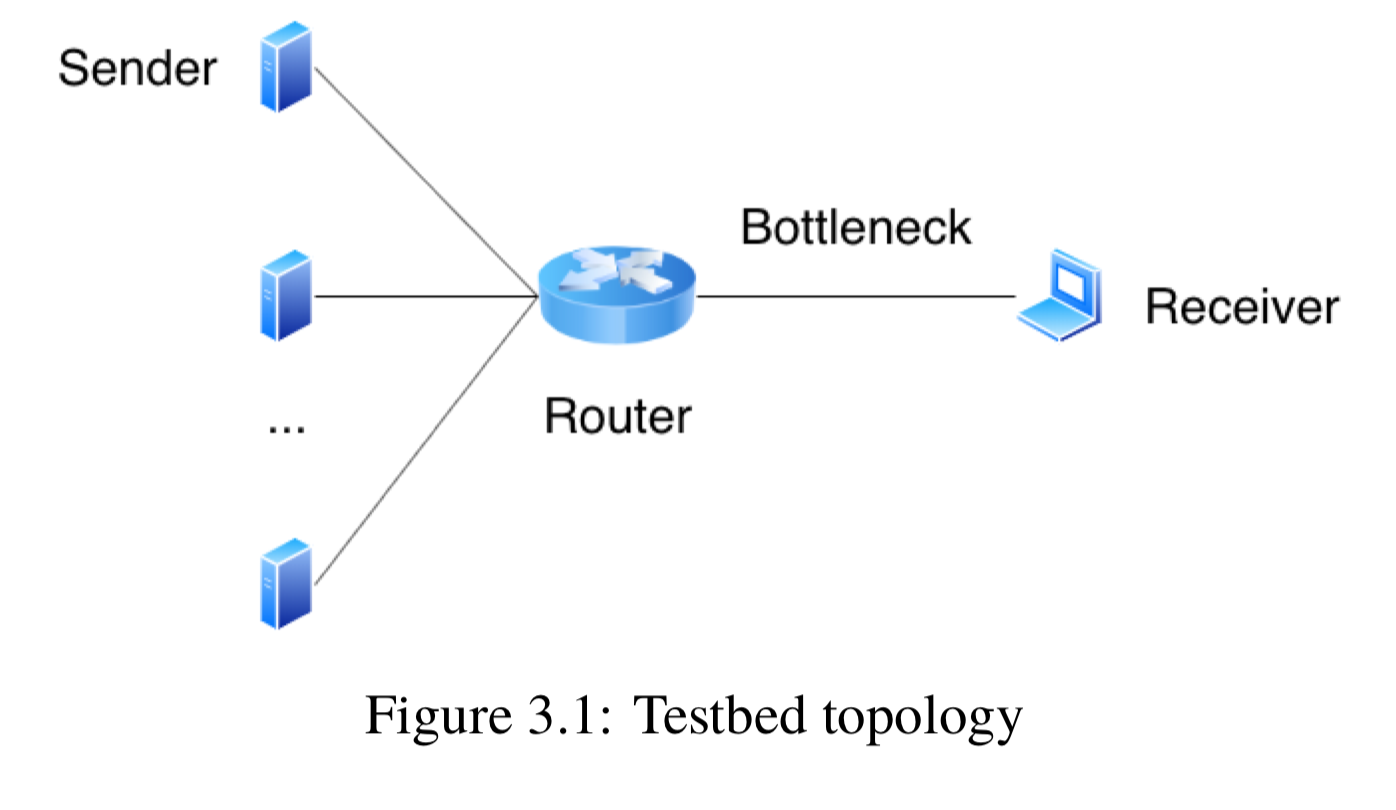 Sender
Bottleneck
Receiver
...
Router
Figure 3.1: Testbed topology